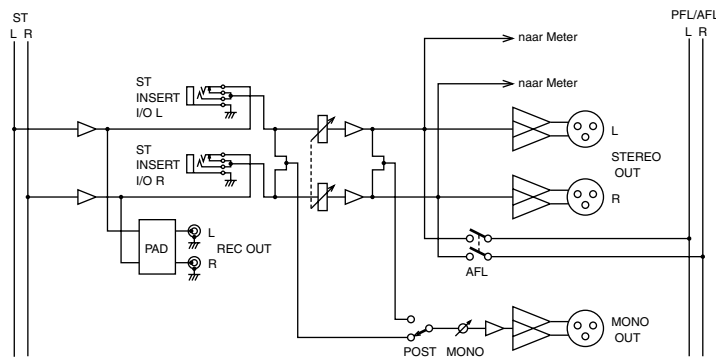 ST
L R
PFL/AFL
L R
naar Meter
ST
INSERT
I/O L
naar Meter
L
STEREO
OUT
ST
INSERT
I/O R
R
L
REC OUT
PAD
R
AFL
MONO
OUT
POST MONO